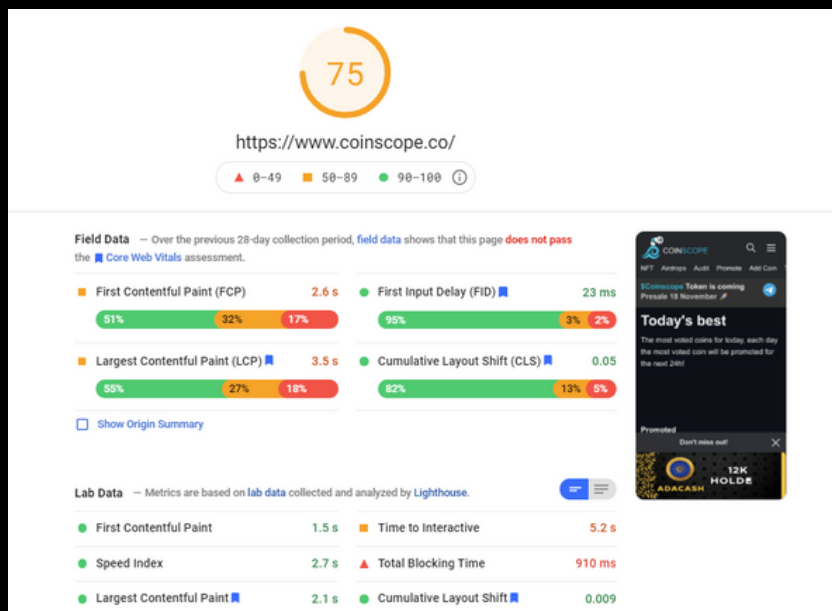 75
https://www.coinscope.co/
0–49 50–89 90–100
Field Data — Over the previous 28-day collection period, field data shows that this page does not pass
the Core Web Vitals assessment.
First Contentful Paint (FCP) 2.6 s
51% 32% 17%
First Input Delay (FID) 23 ms
95% 3% 2%
Largest Contentful Paint (LCP) 3.5 s
55% 27% 18%
Cumulative Layout Shift (CLS) 0.05
82% 13% 5%
Show Origin Summary
Lab Data — Metrics are based on lab data collected and analyzed by Lighthouse.
First Contentful Paint 1.5 s
Time to Interactive 5.2 s
Speed Index 2.7 s
Total Blocking Time 910 ms
Largest Contentful Paint 2.1 s
Cumulative Layout Shift 0.009
COINSCOPE
NFT Airdrops Audit Promote Add Coin
$Coinscope Token is coming
Presale 18 November
Today's best
The most voted coins for today, each day
the most voted coin will be promoted for
the next 24h!
Promoted
Don't miss out!
ADACASH
12K
HOLDE